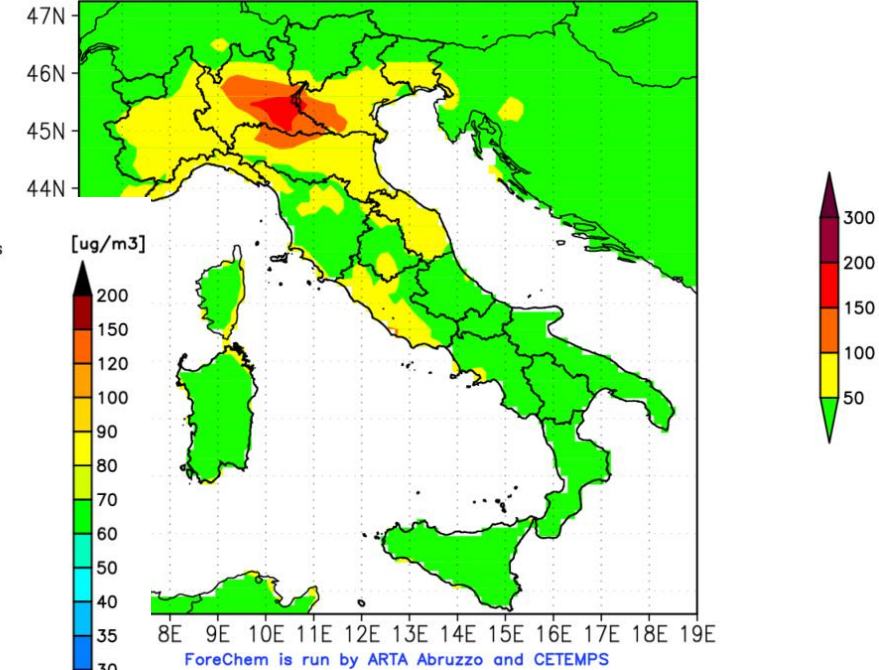 47N
46N
45N
44N
s
[ug/m3]
200
150
120
100
90
80
70
60
50
40
35
30
300
200
150
100
50
8E 9E 10E 11E 12E 13E 14E 15E 16E 17E 18E 19E
ForeChem is run by ARTA Abruzzo and CETEMPS